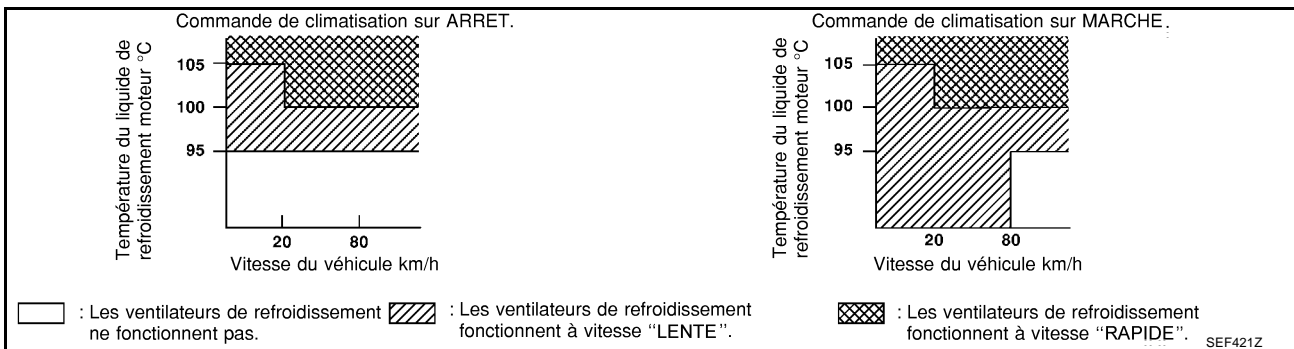 Commande de climatisation sur ARRET.
Température du liquide de
refroidissement moteur °C
105
100
95
20
80
Vitesse du véhicule km/h
Commande de climatisation sur MARCHE.
Température du liquide de
refroidissement moteur °C
105
100
95
20
80
Vitesse du véhicule km/h
: Les ventilateurs de refroidissement
ne fonctionnent pas.
: Les ventilateurs de refroidissement
fonctionnent à vitesse “LENTE”.
: Les ventilateurs de refroidissement
fonctionnent à vitesse “RAPIDE”.
SEF421Z